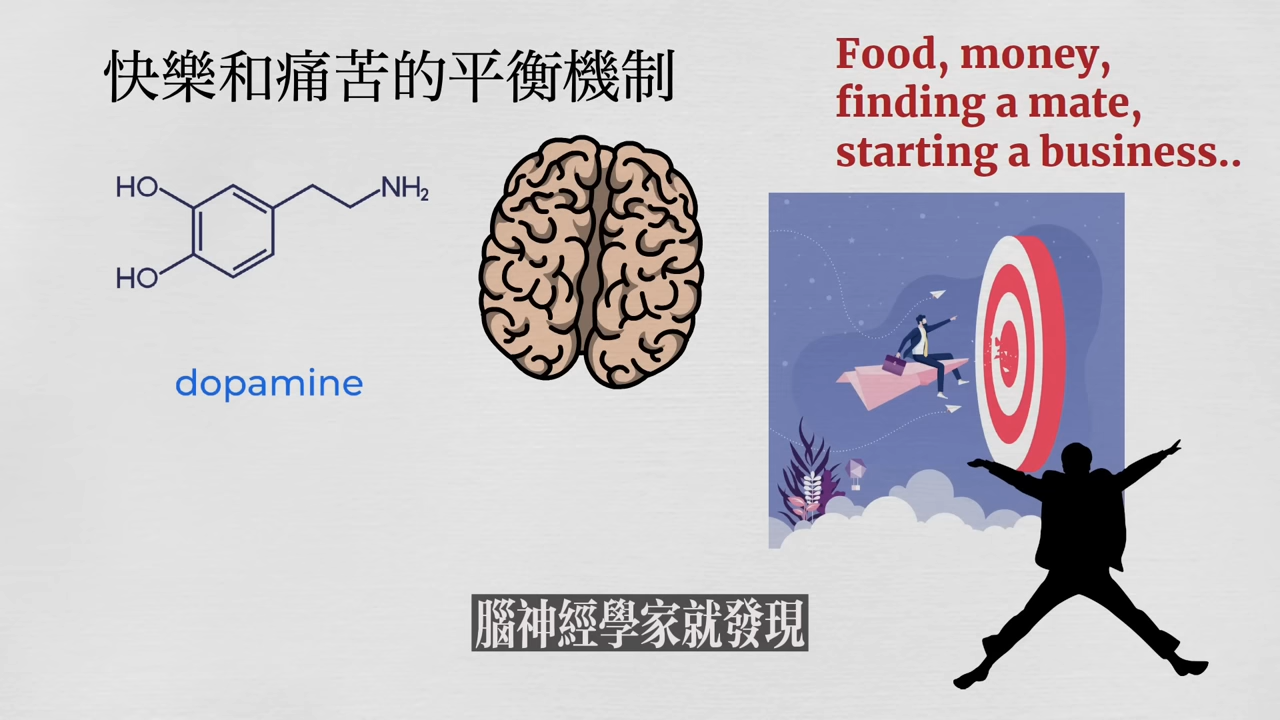 快樂和痛苦的平衡機制
Food, money,
finding a mate,
starting a business..
HO
NH₂
HO
dopamine
腦神經學家就發現